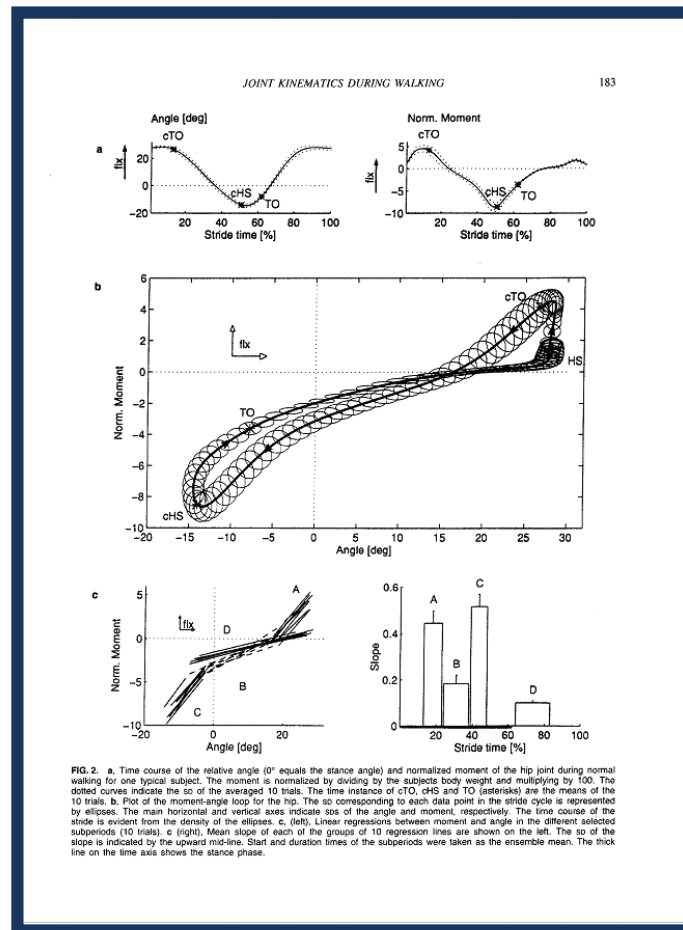 JOINT KINEMATICS DURING WALKING 183
Angle [deg] Norm. Moment
cTO cTO
a
flx 20 0 -20 cHS TO
flx 5 0 -5 -10 cHS TO
20 40 60 80 100 20 40 60 80 100
Stride time [%] Stride time [%]
b
6
4
2
0
-2
-4
-6
-8
-10
Norm. Moment
flx
cTO
HS
TO
cHS
-20 -15 -10 -5 0 5 10 15 20 25 30
Angle [deg]
c
5
0
-5
-10
Norm. Moment
flx
A
D
B
C
0 20
Angle [deg]
0.6
0.4
0.2
0
Slope
A
B
C
D
20 40 60 80 100
Stride time [%]
FIG. 2. a, Time course of the relative angle (0° equals the stance angle) and normalized moment of the hip joint during normal
walking for one typical subject. The moment is normalized by dividing by the subjects body weight and multiplying by 100. The
dotted curves indicate the SD of the averaged 10 trials. The time instance of cTO, cHS and TO (asterisks) are the means of the
10 trials. b, Plot of the moment-angle loop for the hip. The SD corresponding to each data point in the stride cycle is represented
by ellipses. The main horizontal and vertical axes indicate SDs of the angle and moment, respectively. The time course of the
stride is evident from the density of the ellipses. c, (left), Linear regressions between moment and angle in the different selected
subperiods (10 trials). c (right), Mean slope of each of the groups of 10 regression lines are shown on the left. The SD of the
slope is indicated by the upward mid-line. Start and duration times of the subperiods were taken as the ensemble mean. The thick
line on the time axis shows the stance phase.